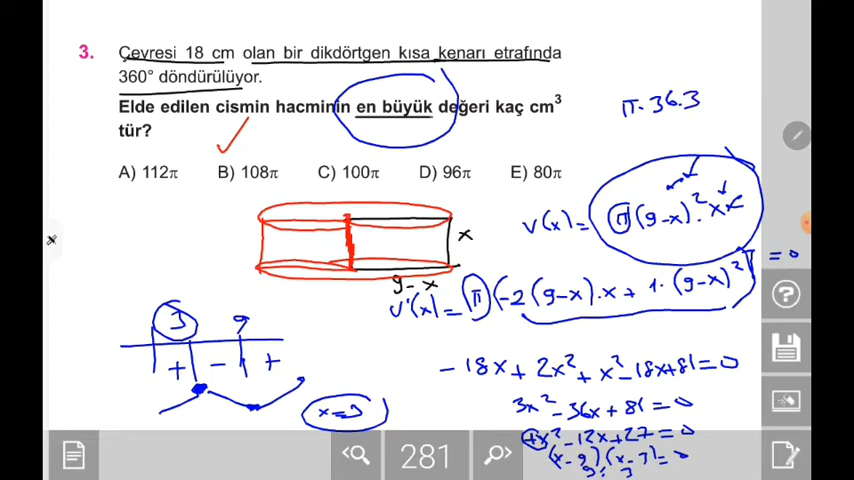 3. Çevresi 18 cm olan bir dikdörtgen kısa kenarı etrafında
360° döndürülüyor.
Elde edilen cismin hacminin en büyük değeri kaç cm³
tür?
A) 112π B) 108π C) 100π D) 96π E) 80π
π.36.3
v(x) = π(9-x)².x
x
9-x
v'(x) = π(-2(9-x).x + 1.(9-x)²) = 0
-18x + 2x² + x² - 18x + 81 = 0
3x² - 36x + 81 = 0
x² - 12x + 27 = 0
(x-9)(x-3) = 0
9 3
3 9
+ - +
x=3
281